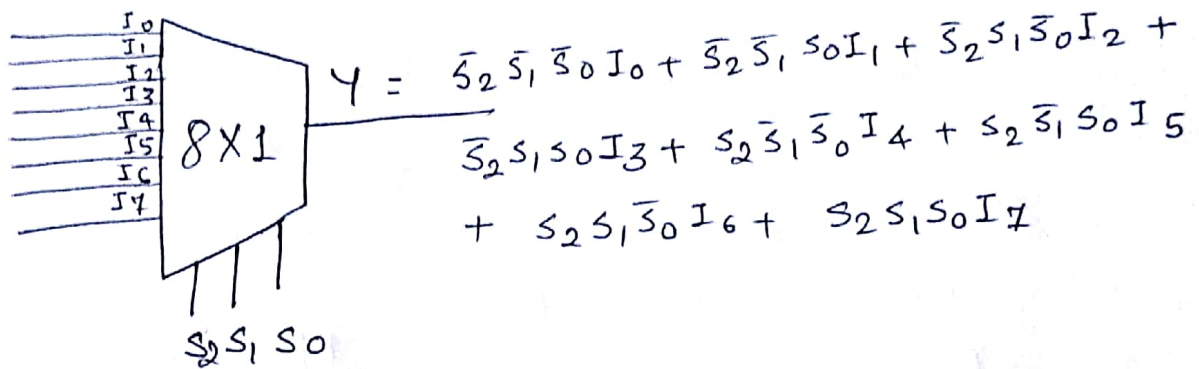 I0
I1
I2
I3
I4
I5
I6
I7
8X1
Y = S̄2 S̄1 S̄0 I0 + S̄2 S̄1 S0 I1 + S̄2 S1 S̄0 I2 +
S̄2 S1 S0 I3 + S2 S̄1 S̄0 I4 + S2 S̄1 S0 I5
+ S2 S1 S̄0 I6 + S2 S1 S0 I7
S2 S1 S0